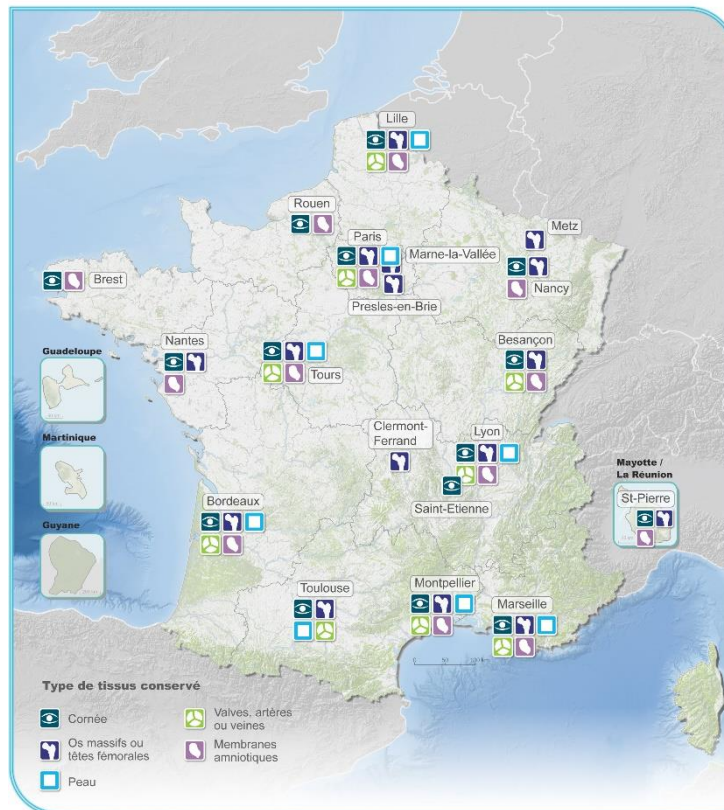 Lille
Rouen
Paris
Marne-la-Vallée
Metz
Brest
Presles-en-Brie
Nancy
Nantes
Tours
Besançon
Guadeloupe
Clermont-
Ferrand
Lyon
Martinique
Saint-Etienne
Mayotte /
La Réunion
St-Pierre
Bordeaux
Guyane
Toulouse
Montpellier
Marseille
Type de tissus conservé
Cornée
Os massifs ou
têtes fémorales
Peau
Valves, artères
ou veines
Membranes
amniotiques